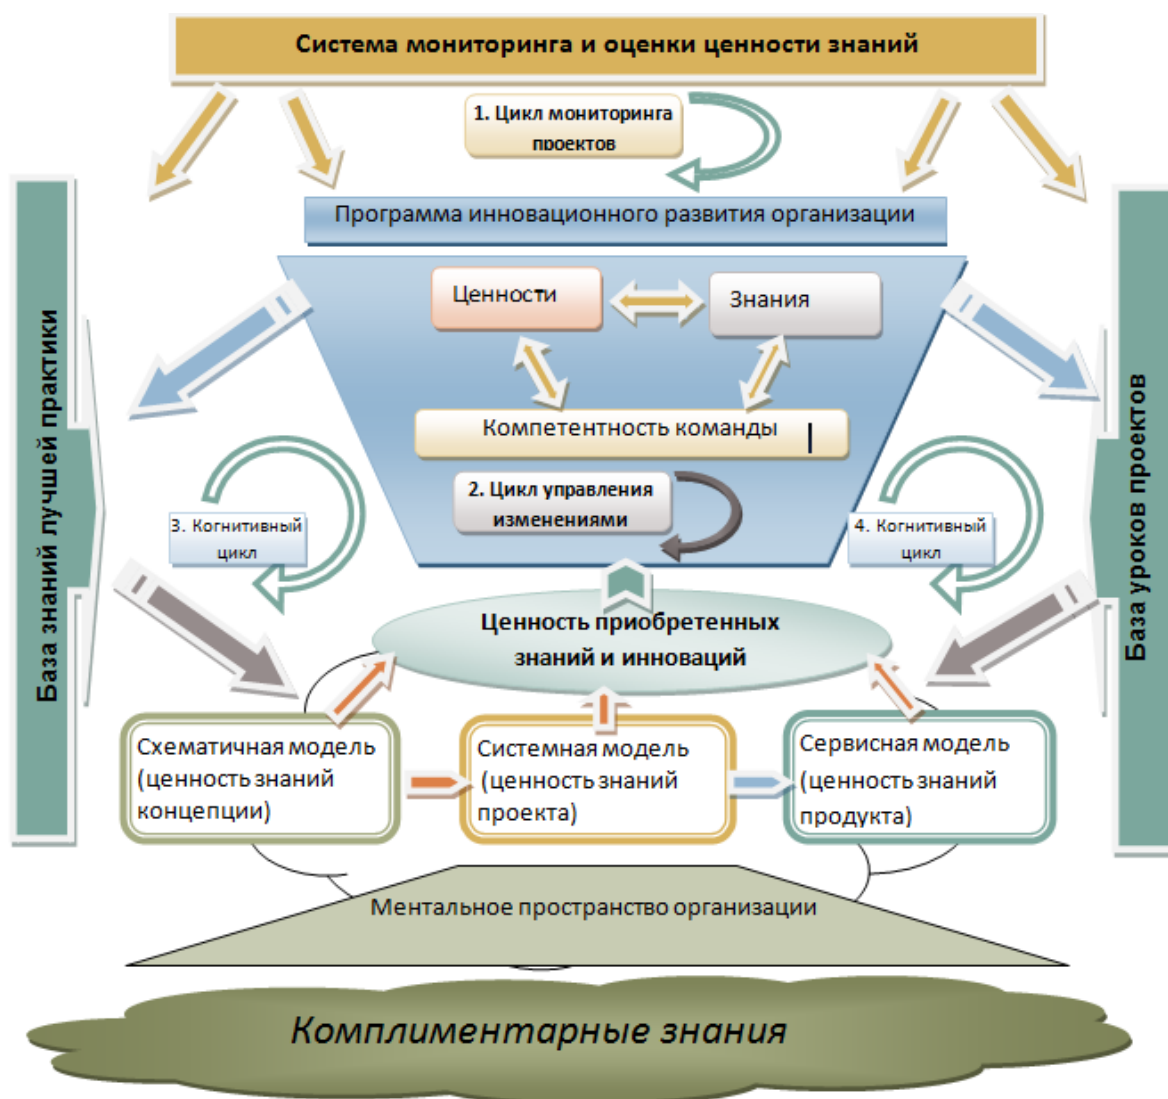 Система мониторинга и оценки ценности знаний
1. Цикл мониторинга
проектов
Программа инновационного развития организации
Ценности
Знания
Компетентность команды
2. Цикл управления
изменениями
База знаний лучшей практики
3. Когнитивный
цикл
4. Когнитивный
цикл
База уроков проектов
Ценность приобретенных
знаний и инноваций
Схематичная модель
(ценность знаний
концепции)
Системная модель
(ценность знаний
проекта)
Сервисная модель
(ценность знаний
продукта)
Ментальное пространство организации
Комплиментарные знания